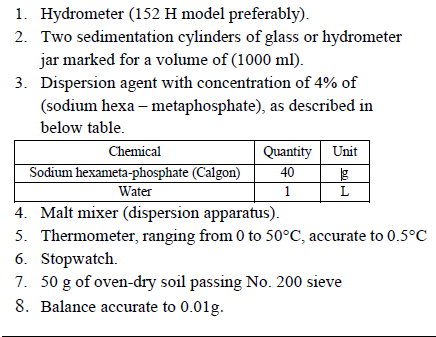 1. Hydrometer (152 H model preferably).
2. Two sedimentation cylinders of glass or hydrometer
jar marked for a volume of (1000 ml).
3. Dispersion agent with concentration of 4% of
(sodium hexa – metaphosphate), as described in
below table.
Chemical Quantity Unit
Sodium hexameta-phosphate (Calgon) 40 g
Water 1 L
4. Malt mixer (dispersion apparatus).
5. Thermometer, ranging from 0 to 50°C, accurate to 0.5°C
6. Stopwatch.
7. 50 g of oven-dry soil passing No. 200 sieve
8. Balance accurate to 0.01g.